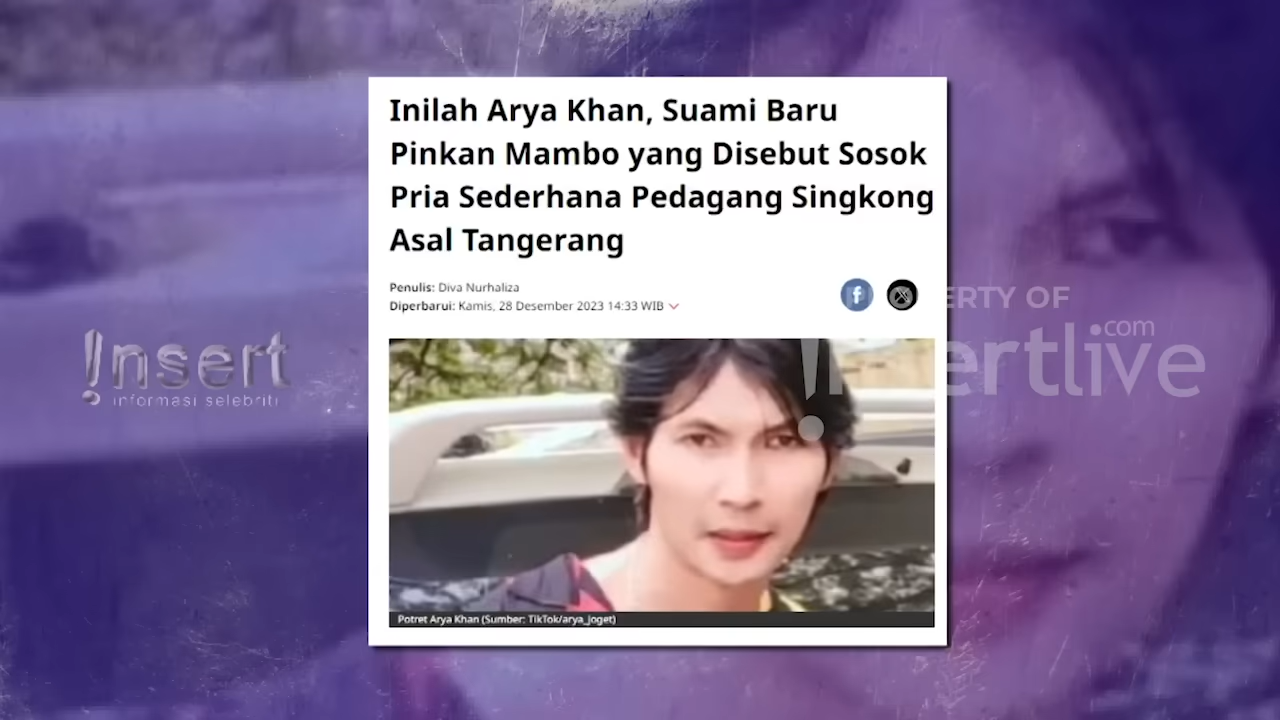 Inilah Arya Khan, Suami Baru
Pinkan Mambo yang Disebut Sosok
Pria Sederhana Pedagang Singkong
Asal Tangerang
Penulis: Diva Nurhaliza
Diperbarui: Kamis, 28 Desember 2023 14:33 WIB
ERTY OF
!nsertlive.com
!nsert
informasi selebriti
Potret Arya Khan (Sumber: TikTok/arya_joget)